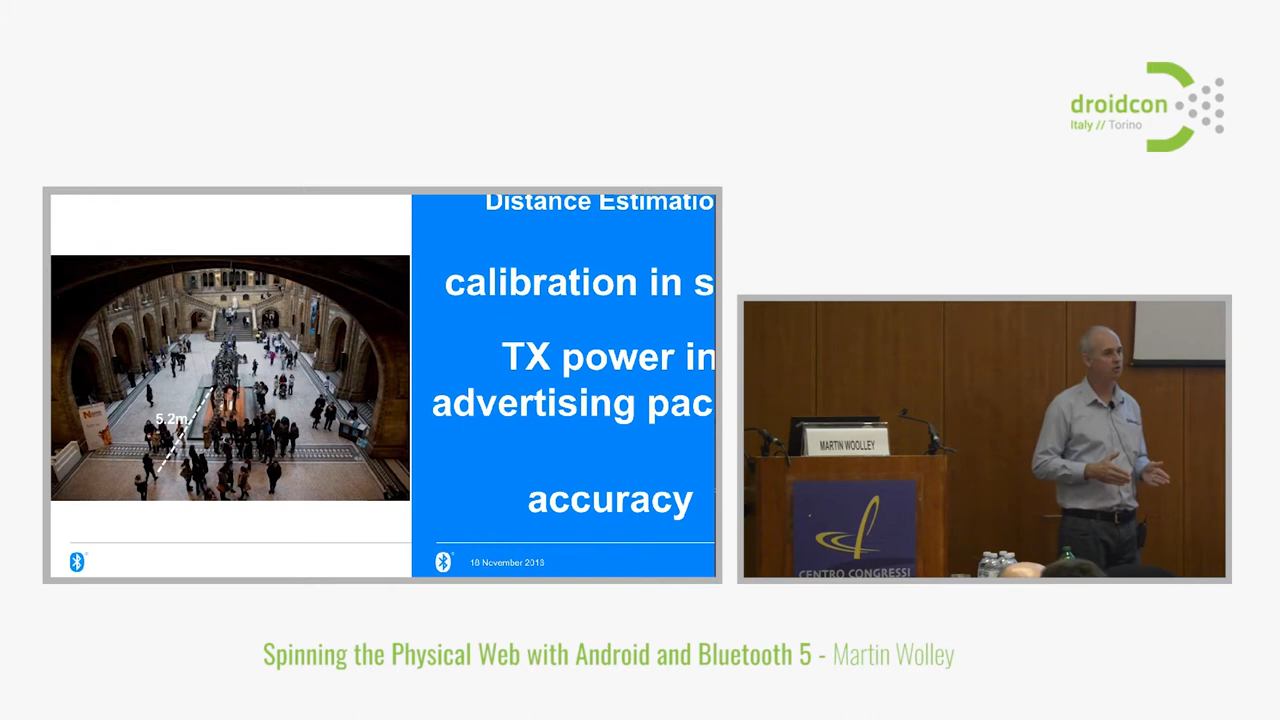 droidcon
Italy // Torino
Distance Estimatio
calibration in s
TX power in
advertising pac
accuracy
5.2m
18 November 2018
MARTIN WOOLLEY
CENTRO CONGRESSI
Spinning the Physical Web with Android and Bluetooth 5 - Martin Wolley